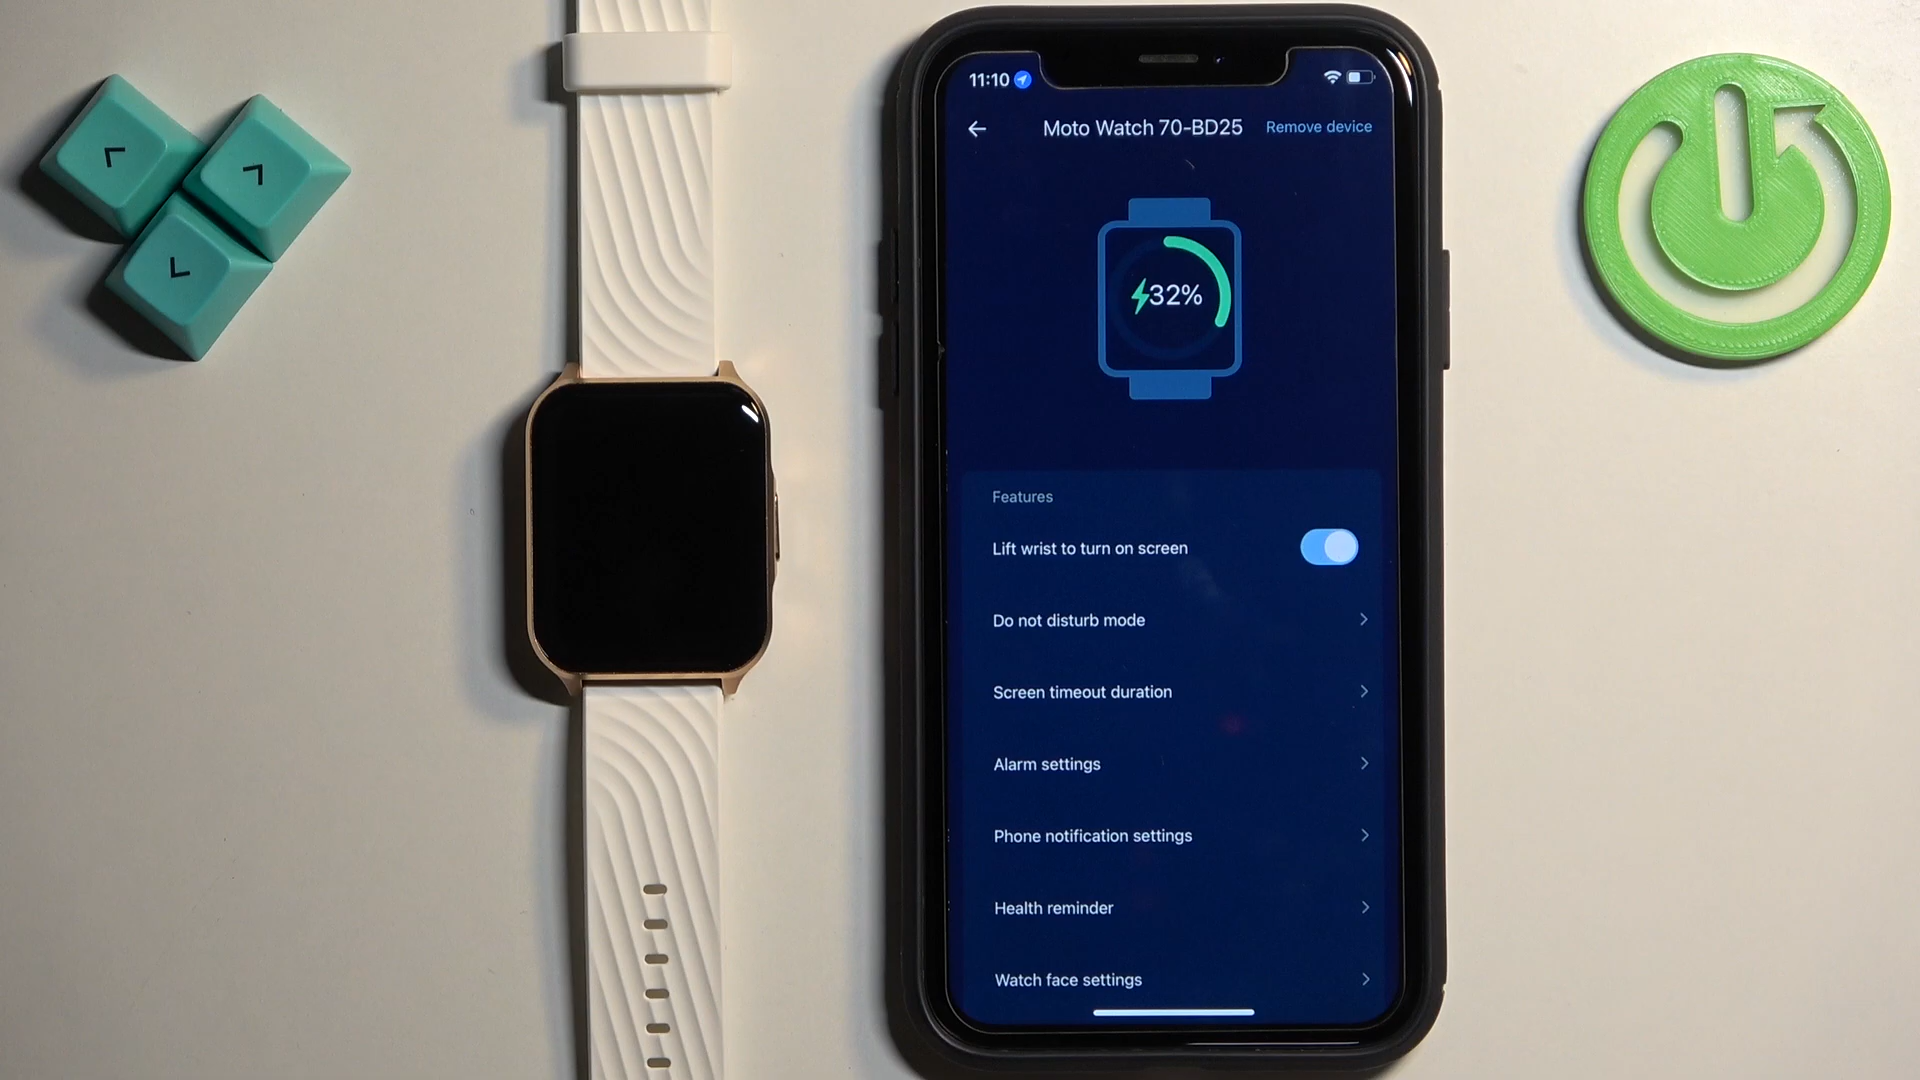 11:10
Moto Watch 70-BD25
Remove device
32%
Features
Lift wrist to turn on screen
Do not disturb mode
Screen timeout duration
Alarm settings
Phone notification settings
Health reminder
Watch face settings